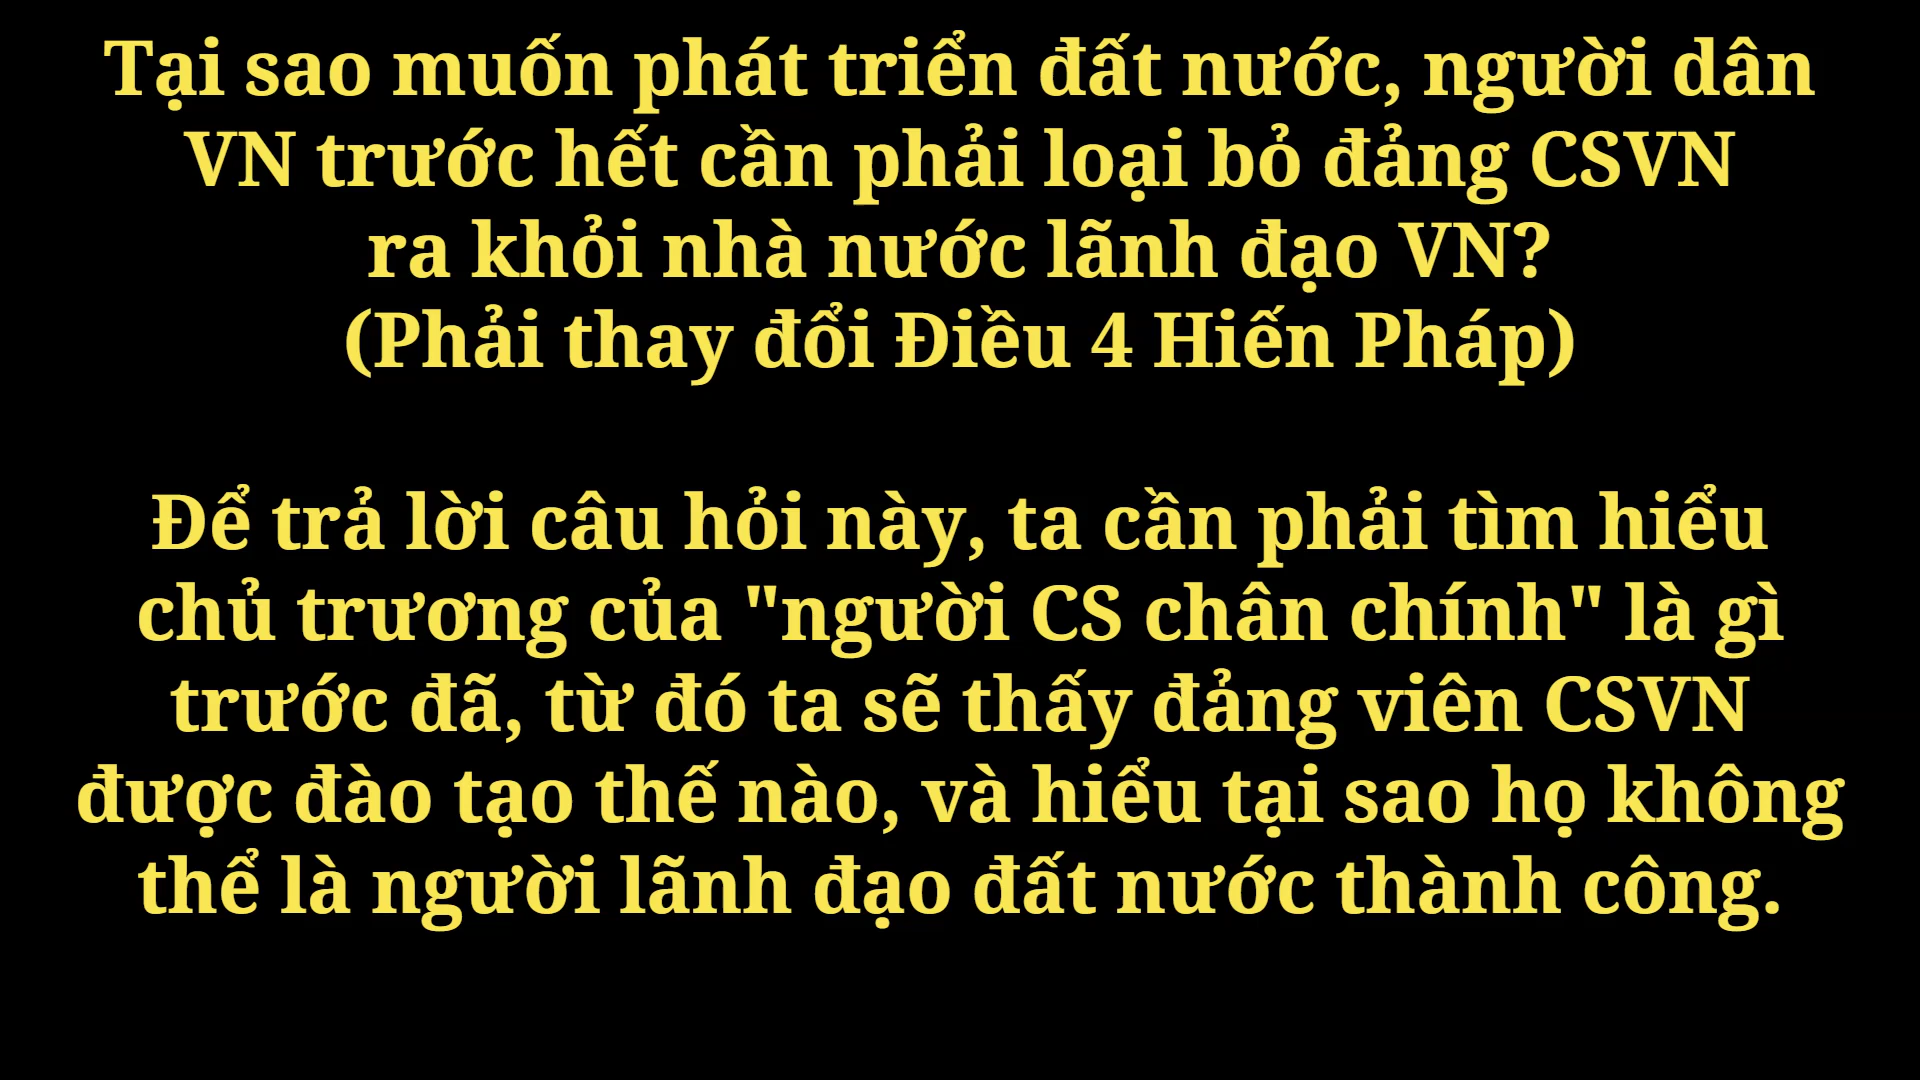 Tại sao muốn phát triển đất nước, người dân
VN trước hết cần phải loại bỏ đảng CSVN
ra khỏi nhà nước lãnh đạo VN?
(Phải thay đổi Điều 4 Hiến Pháp)
Để trả lời câu hỏi này, ta cần phải tìm hiểu
chủ trương của "người CS chân chính" là gì
trước đã, từ đó ta sẽ thấy đảng viên CSVN
được đào tạo thế nào, và hiểu tại sao họ không
thể là người lãnh đạo đất nước thành công.